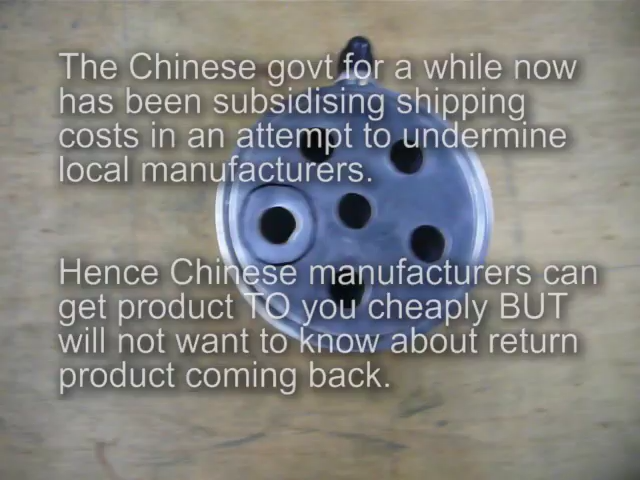 The Chinese govt for a while now
has been subsidising shipping
costs in an attempt to undermine
local manufacturers.
Hence Chinese manufacturers can
get product TO you cheaply BUT
will not want to know about return
product coming back.